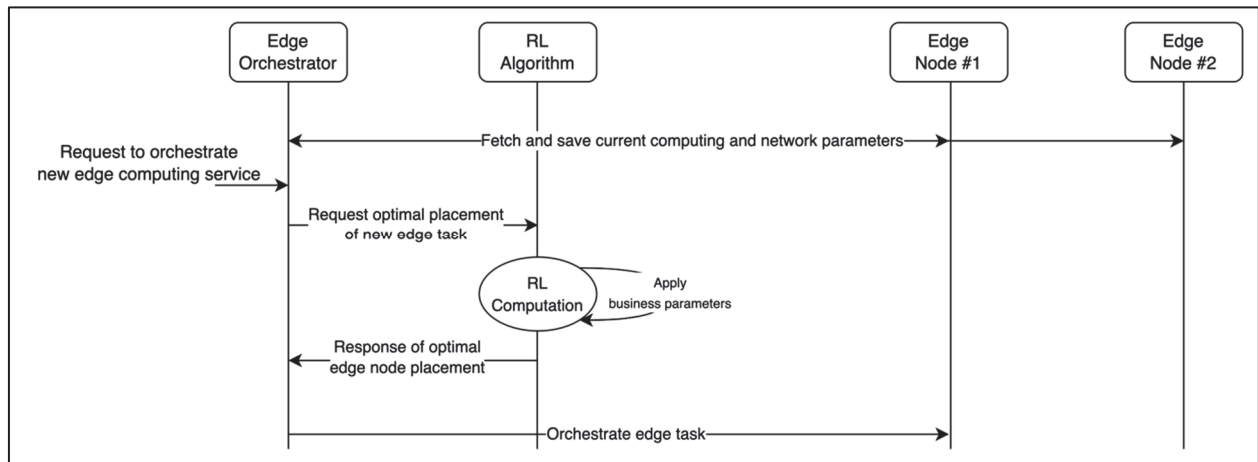 Edge
Orchestrator
RL
Algorithm
Edge
Node #1
Edge
Node #2
Fetch and save current computing and network parameters
Request to orchestrate
new edge computing service
Request optimal placement
of new edge task
RL
Computation
Apply
business parameters
Response of optimal
edge node placement
Orchestrate edge task